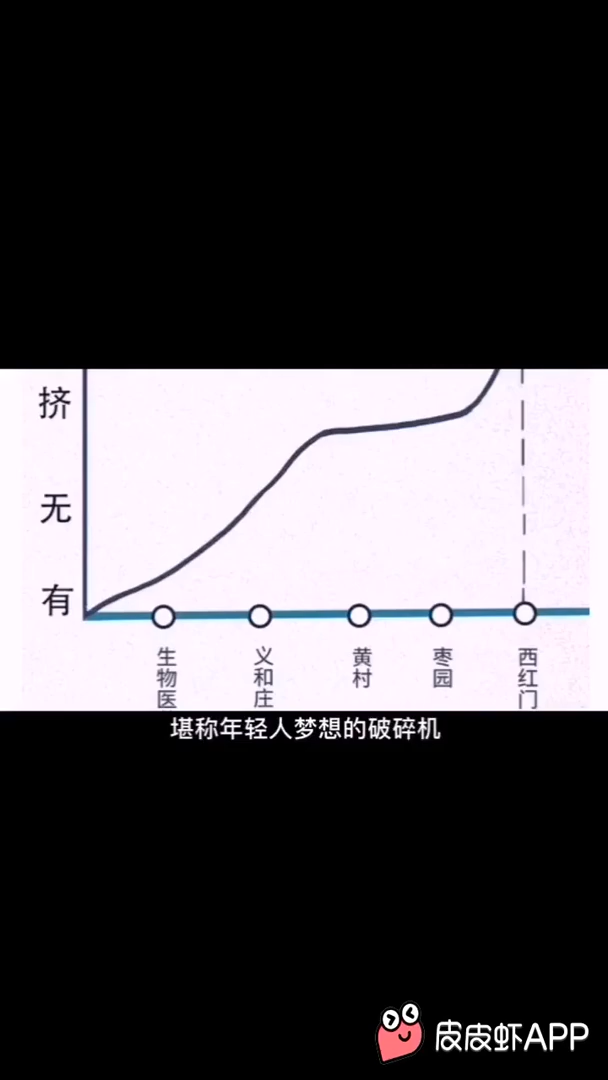 挤
无
有
生物医
义和庄
黄村
枣园
西红门
堪称年轻人梦想的破碎机
皮皮虾APP